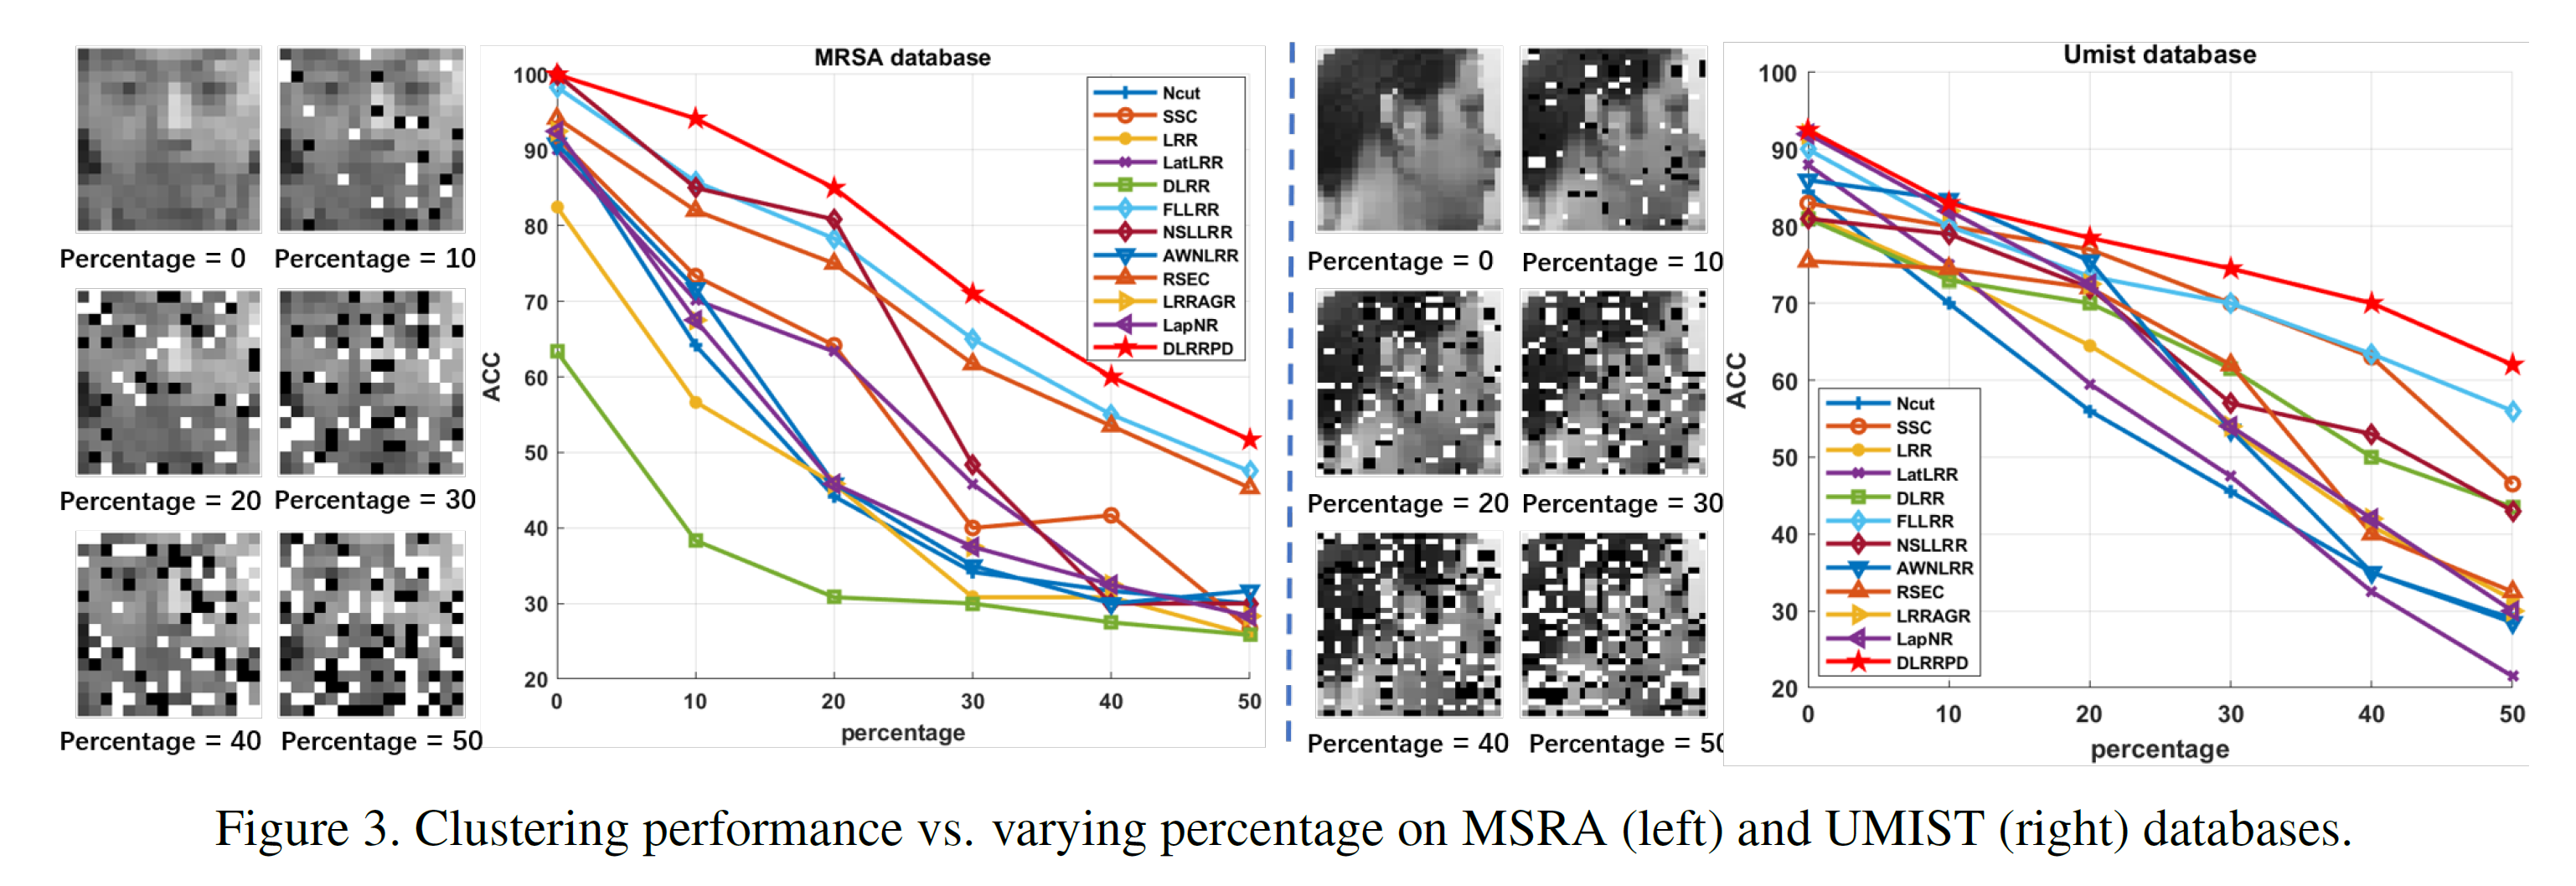 Percentage = 0
Percentage = 10
Percentage = 20
Percentage = 30
Percentage = 40
Percentage = 50
MRSA database
100
90
80
70
60
50
40
30
20
ACC
0 10 20 30 40 50
percentage
Ncut
SSC
LRR
LatLRR
DLRR
FLLRR
NSLLRR
AWNLRR
RSEC
LRRAGR
LapNR
DLRRPD
Percentage = 0
Percentage = 10
Percentage = 20
Percentage = 30
Percentage = 40
Percentage = 50
Umist database
100
90
80
70
60
50
40
30
20
ACC
0 10 20 30 40 50
percentage
Ncut
SSC
LRR
LatLRR
DLRR
FLLRR
NSLLRR
AWNLRR
RSEC
LRRAGR
LapNR
DLRRPD
Figure 3. Clustering performance vs. varying percentage on MSRA (left) and UMIST (right) databases.